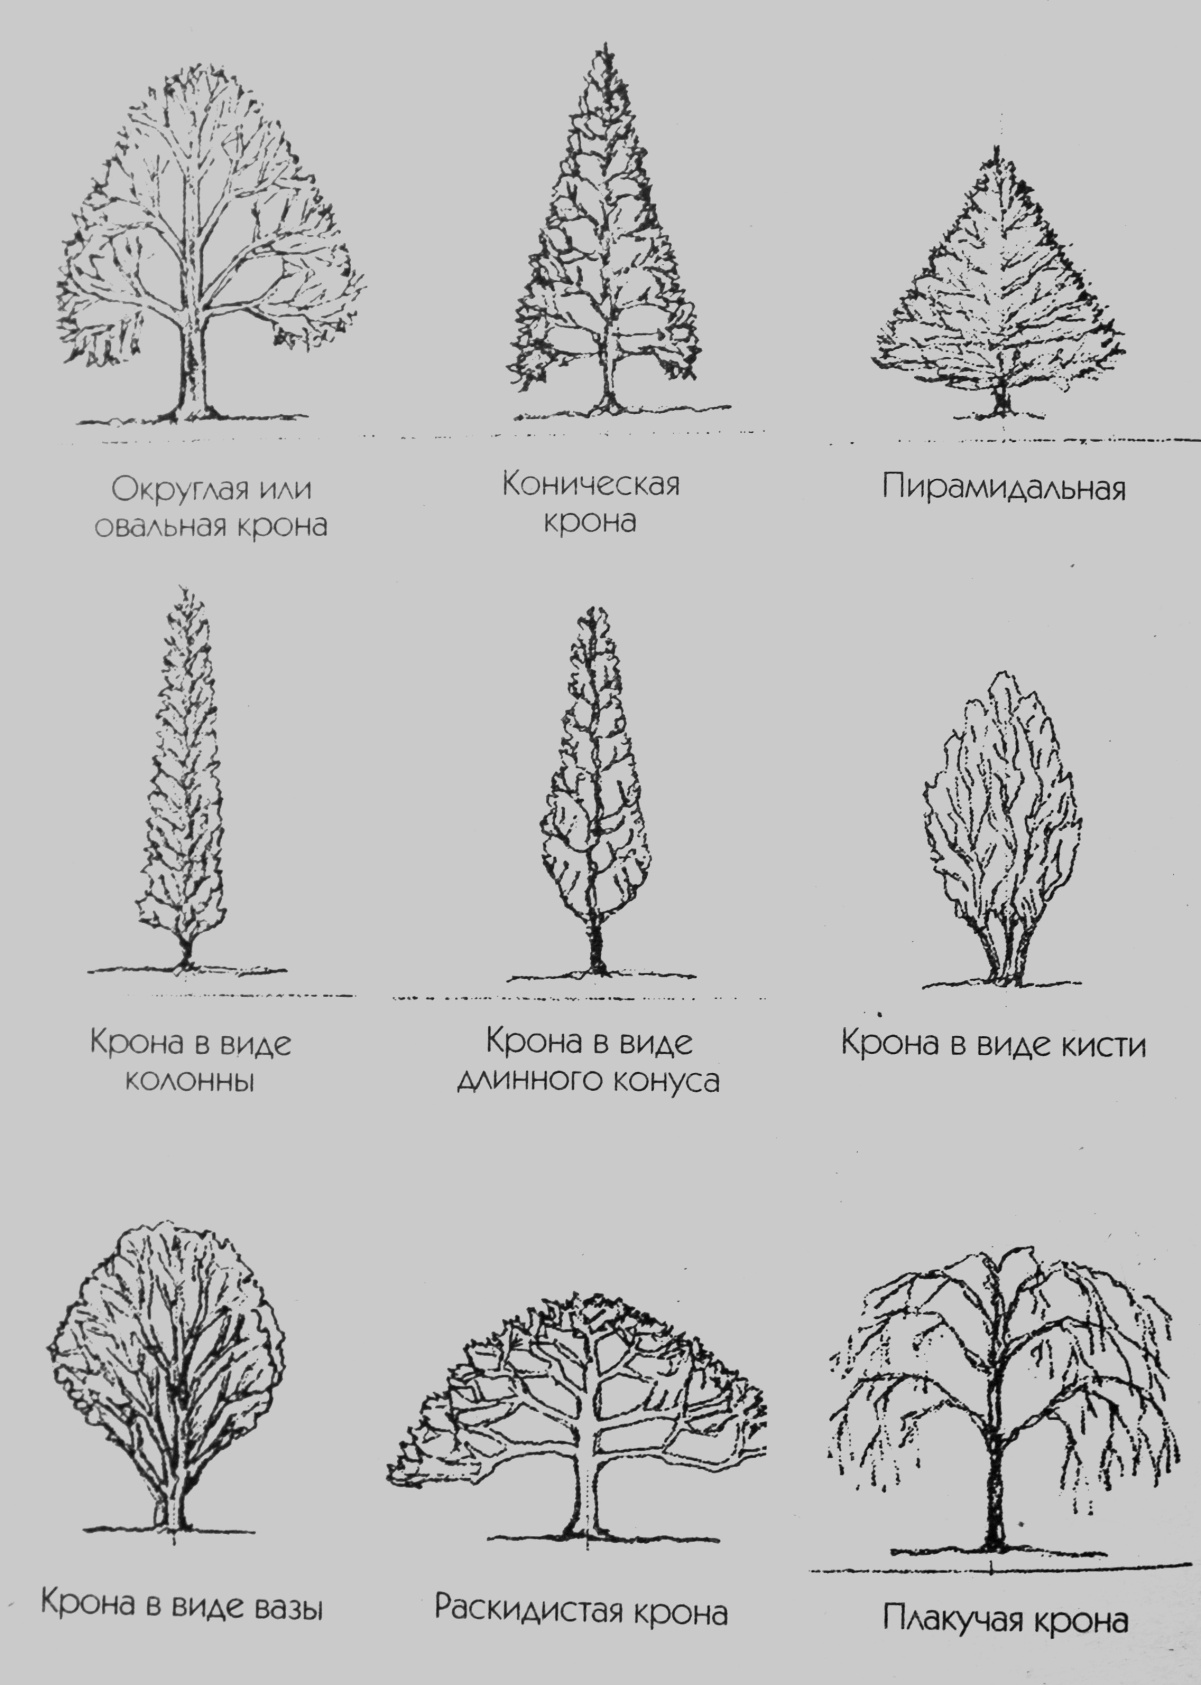 Округлая или
овальная крона
Коническая
крона
Пирамидальная
Крона в виде
колонны
Крона в виде
длинного конуса
Крона в виде кисти
Крона в виде вазы
Раскидистая крона
Плакучая крона